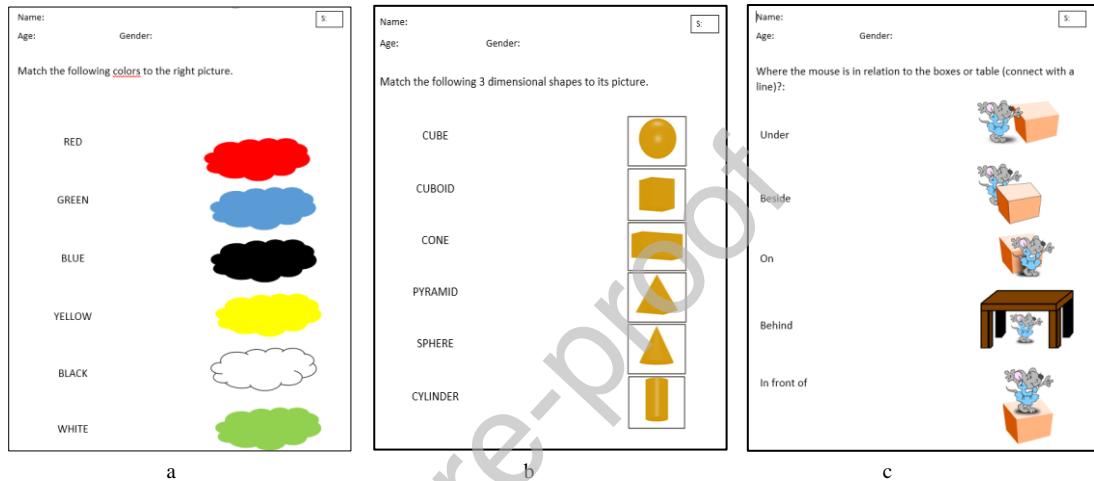 Name:
S:
Age: Gender:
Match the following colors to the right picture.
RED
GREEN
BLUE
YELLOW
BLACK
WHITE
a
Name:
S:
Age: Gender:
Match the following 3 dimensional shapes to its picture.
CUBE
CUBOID
CONE
PYRAMID
SPHERE
CYLINDER
b
Name:
S:
Age: Gender:
Where the mouse is in relation to the boxes or table (connect with a
line)?:
Under
Beside
On
Behind
In front of
c
re-proof